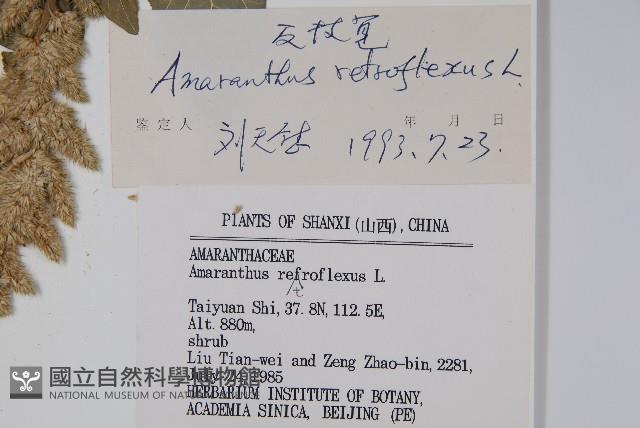 反枝苋
Amaranthus retroflexus L.
鉴定人 刘天慰 年 月 日
1993. 7. 23.
PlANTS OF SHANXI (山西), CHINA
AMARANTHACEAE
Amaranthus refroflexus L.
t
Taiyuan Shi, 37.8N, 112.5E,
Alt. 880m,
shrub
Liu Tian-wei and Zeng Zhao-bin, 2281,
1985
HERBARIUM INSTITUTE OF BOTANY,
ACADEMIA SINICA, BEIJING (PE)
國立自然科學博物館
NATIONAL MUSEUM OF NATURAL